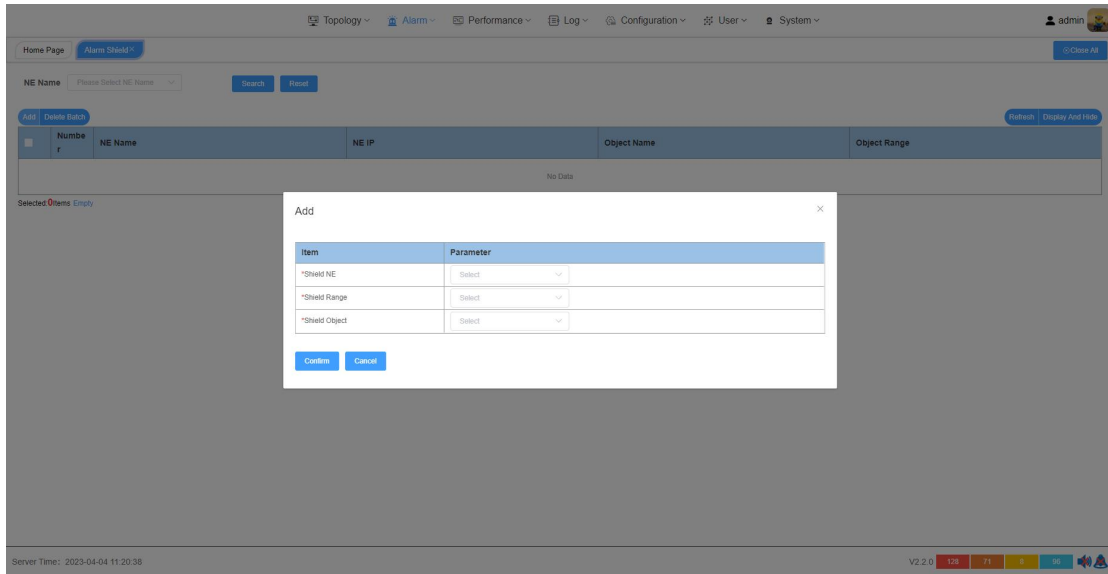 Topology Alarm Performance Log Configuration User System admin
Home Page Alarm Shield × Close All
NE Name Please Select NE Name Search Reset
Add Delete Batch Refresh Display And Hide
Numbe
r NE Name NE IP Object Name Object Range
No Data
Selected:0Items Empty
Add ×
Item Parameter
*Shield NE Select
*Shield Range Select
*Shield Object Select
Confirm Cancel
Server Time: 2023-04-04 11:20:38 V2.2.0 128 71 96